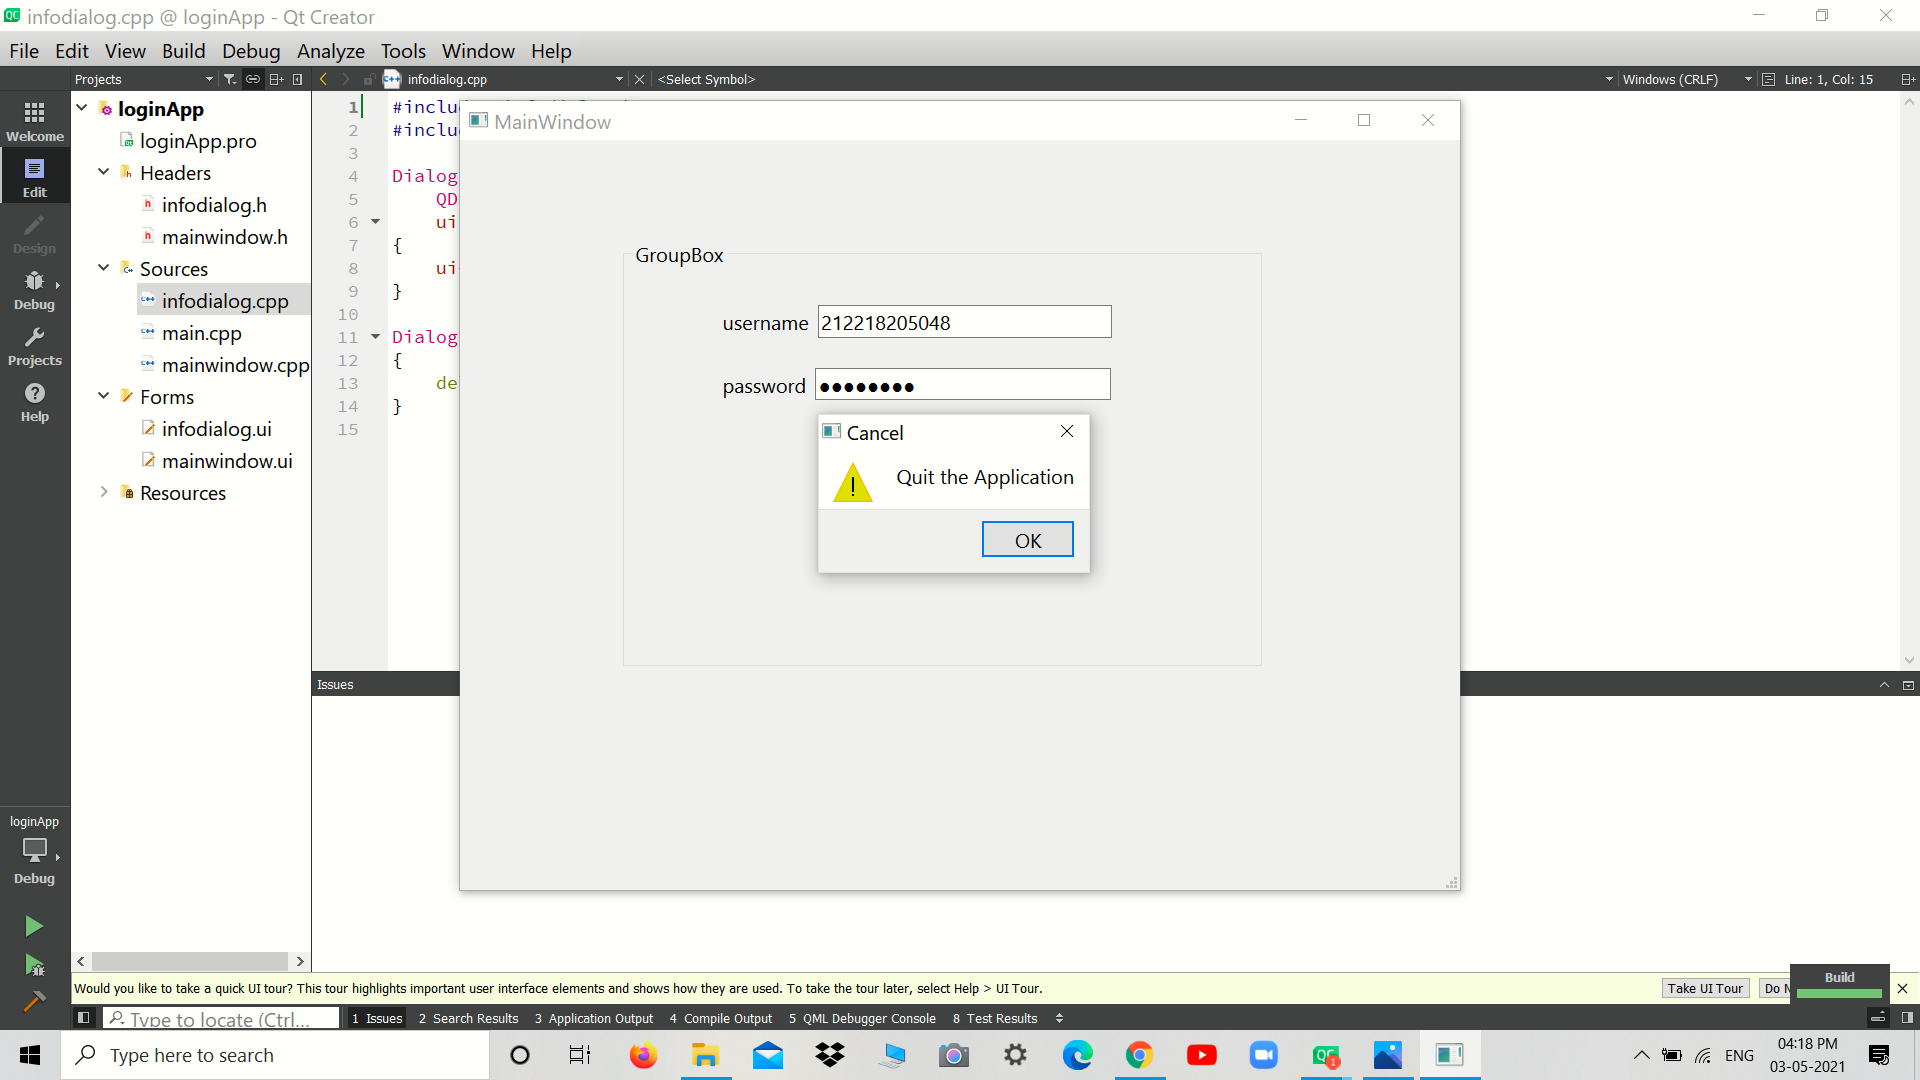 infodialog.cpp @ loginApp - Qt Creator
File Edit View Build Debug Analyze Tools Window Help
Projects infodialog.cpp <Select Symbol> Windows (CRLF) Line: 1, Col: 15
Welcome
Edit
Design
Debug
Projects
Help
loginApp
loginApp.pro
Headers
infodialog.h
mainwindow.h
Sources
infodialog.cpp
main.cpp
mainwindow.cpp
Forms
infodialog.ui
mainwindow.ui
Resources
1 #inclu
2 #inclu
3
4 Dialog
5 QD
6 ui
7 {
8 ui
9 }
10
11 Dialog
12 {
13 de
14 }
15
MainWindow
GroupBox
username 212218205048
password ●●●●●●●●
Cancel
Quit the Application
OK
Issues
loginApp
Debug
Would you like to take a quick UI tour? This tour highlights important user interface elements and shows how they are used. To take the tour later, select Help > UI Tour.
Take UI Tour Do N
Build
Type to locate (Ctrl... 1 Issues 2 Search Results 3 Application Output 4 Compile Output 5 QML Debugger Console 8 Test Results
Type here to search
ENG
04:18 PM
03-05-2021